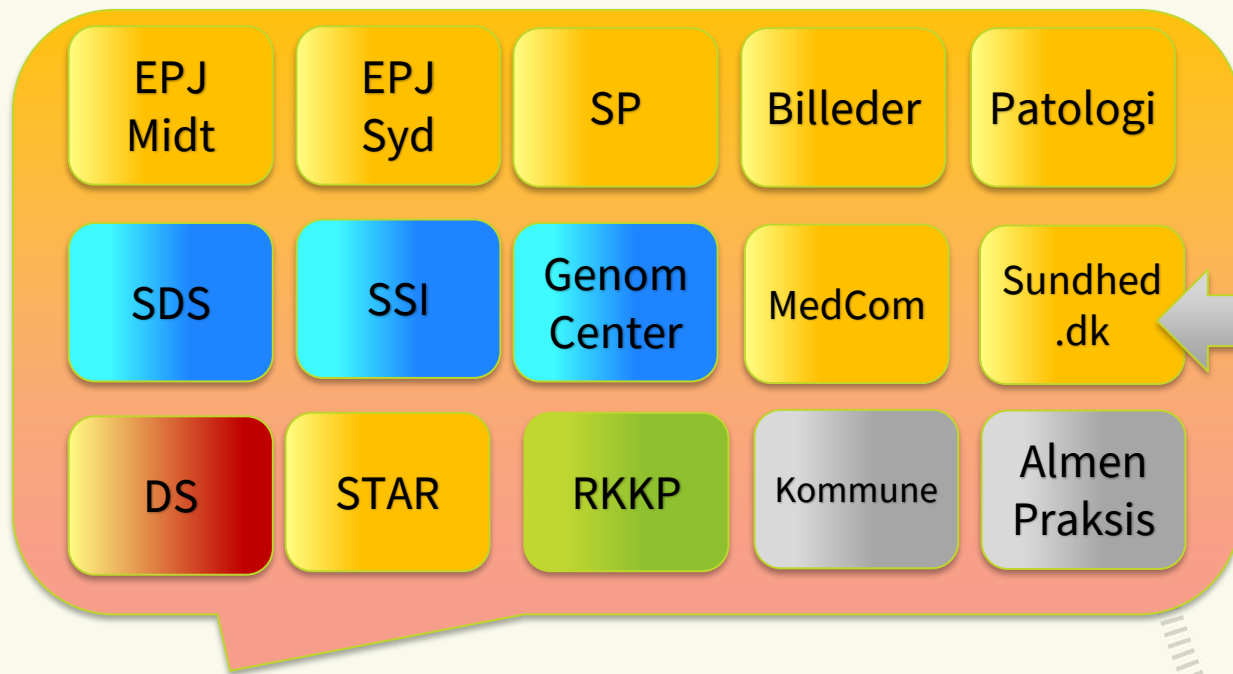 EPJ
Midt
EPJ
Syd
SP
Billeder
Patologi
SDS
SSI
Genom
Center
MedCom
Sundhed
.dk
DS
STAR
RKKP
Kommune
Almen
Praksis